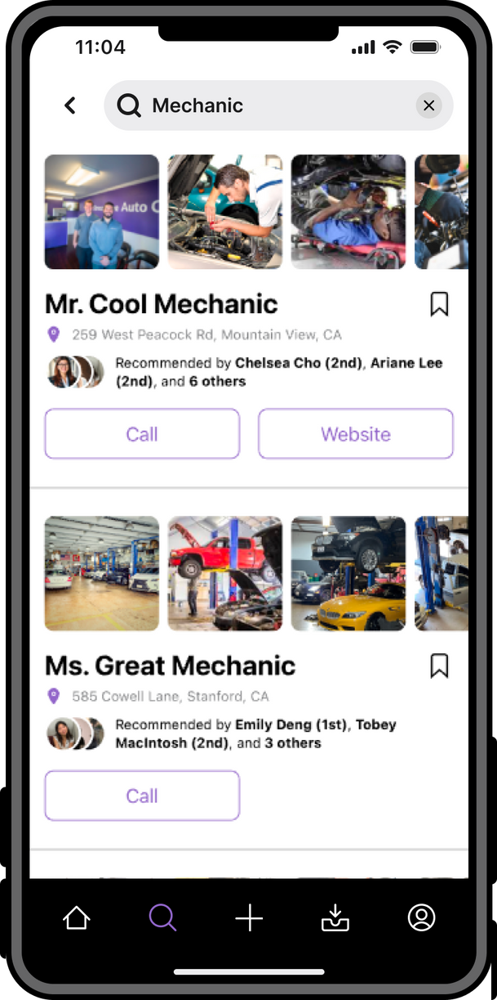 11:04
Mechanic
Auto C
Mr. Cool Mechanic
259 West Peacock Rd, Mountain View, CA
Recommended by Chelsea Cho (2nd), Ariane Lee
(2nd), and 6 others
Call
Website
Ms. Great Mechanic
585 Cowell Lane, Stanford, CA
Recommended by Emily Deng (1st), Tobey
MacIntosh (2nd), and 3 others
Call